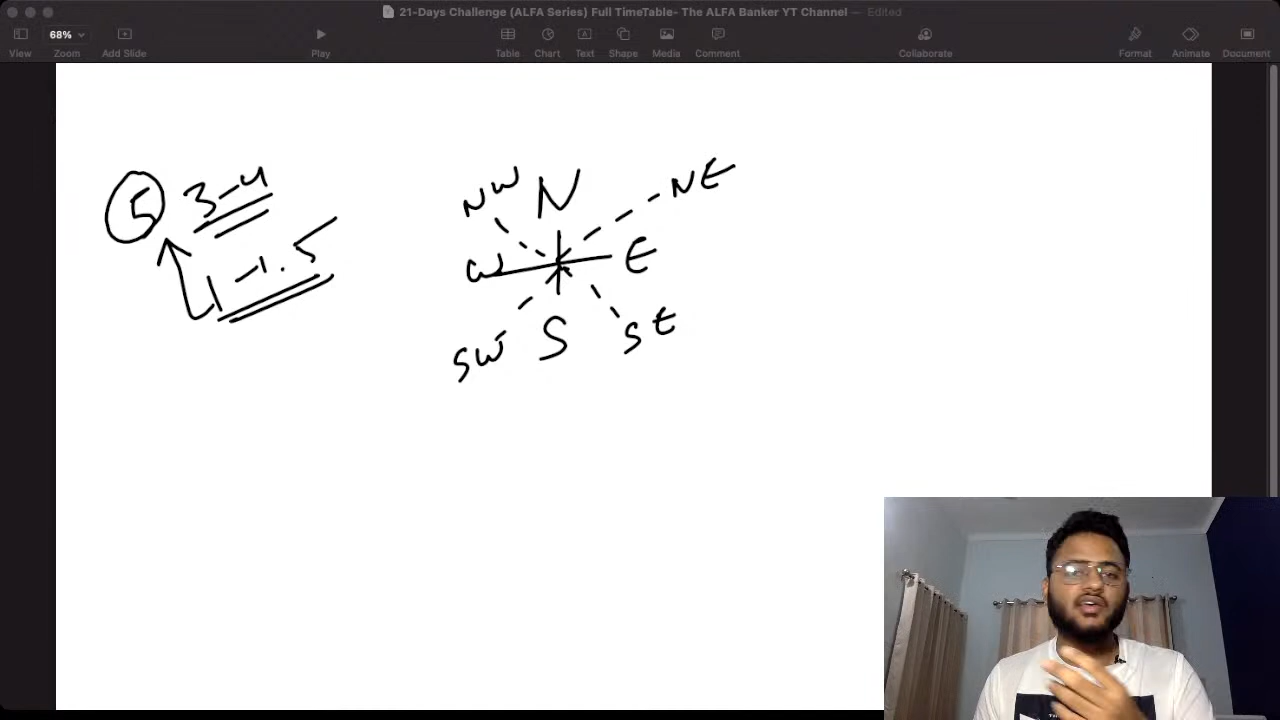 21-Days Challenge (ALFA Series) Full TimeTable- The ALFA Banker YT Channel — Edited
68%
View Zoom Add Slide Play Table Chart Text Shape Media Comment Collaborate Format Animate Document
5 3-4
1-1.5
NW N NE
W E
SW S SE